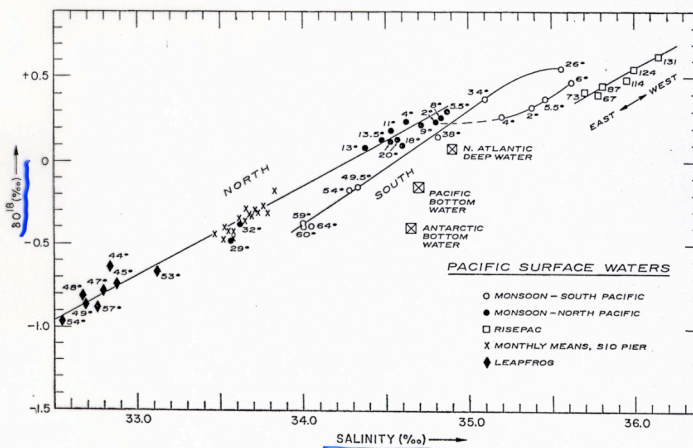 +0.5
0
-0.5
-1.0
-1.5
δO¹⁸(‰) →
33.0
34.0
35.0
36.0
SALINITY (‰) →
NORTH
SOUTH
EAST ↔ WEST
26°
34°
6°
5.5°
2°
4°
131
124
114
87
73
67
8°
5.5°
2°
4°
11°
9°
13.5°
18°
13°
20°
38°
54°
49.5°
59°
64°
60°
32°
29°
44°
53°
48°
47°
45°
49°
57°
54°
N. ATLANTIC
DEEP WATER
PACIFIC
BOTTOM
WATER
ANTARCTIC
BOTTOM
WATER
PACIFIC SURFACE WATERS
○ MONSOON – SOUTH PACIFIC
● MONSOON – NORTH PACIFIC
□ RISEPAC
X MONTHLY MEANS, SIO PIER
◆ LEAPFROG